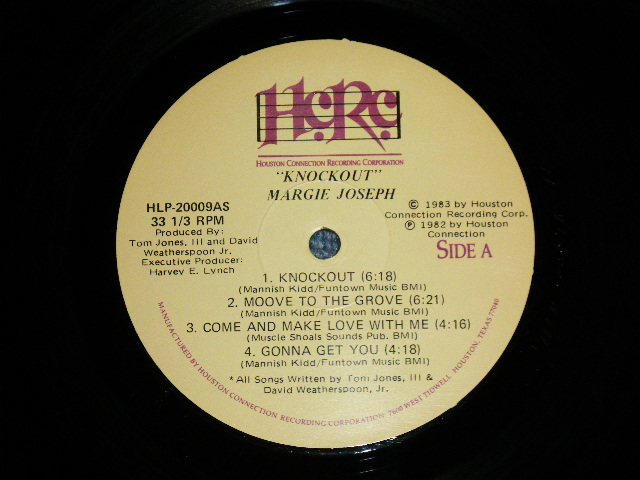 HCRC
HOUSTON CONNECTION RECORDING CORPORATION
"KNOCKOUT"
MARGIE JOSEPH
HLP-20009AS
33 1/3 RPM
Produced By:
Tom Jones, III and David
Weatherspoon Jr.
Executive Producer:
Harvey E. Lynch
© 1983 by Houston
Connection Recording Corp.
℗ 1982 by Houston
Connection
SIDE A
1. KNOCKOUT (6:18)
(Mannish Kidd/Funtown Music BMI)
2. MOOVE TO THE GROVE (6:21)
(Mannish Kidd/Funtown Music BMI)
3. COME AND MAKE LOVE WITH ME (4:16)
(Muscle Shoals Sounds Pub. BMI)
4. GONNA GET YOU (4:18)
(Mannish Kidd/Funtown Music BMI)
*All Songs Written by Tom Jones, III &
David Weatherspoon, Jr.
MANUFACTURED BY HOUSTON CONNECTION RECORDING CORPORATION 7600 WEST TIDWELL HOUSTON, TEXAS 77040